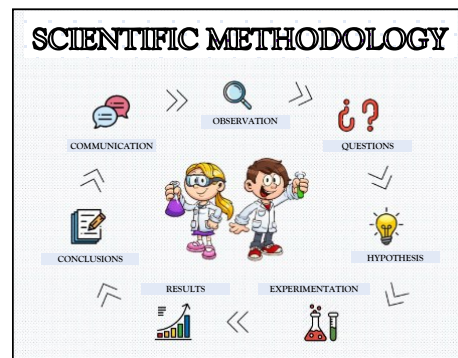 SCIENTIFIC METHODOLOGY
OBSERVATION
¿?
QUESTIONS
HYPOTHESIS
EXPERIMENTATION
RESULTS
CONCLUSIONS
COMMUNICATION